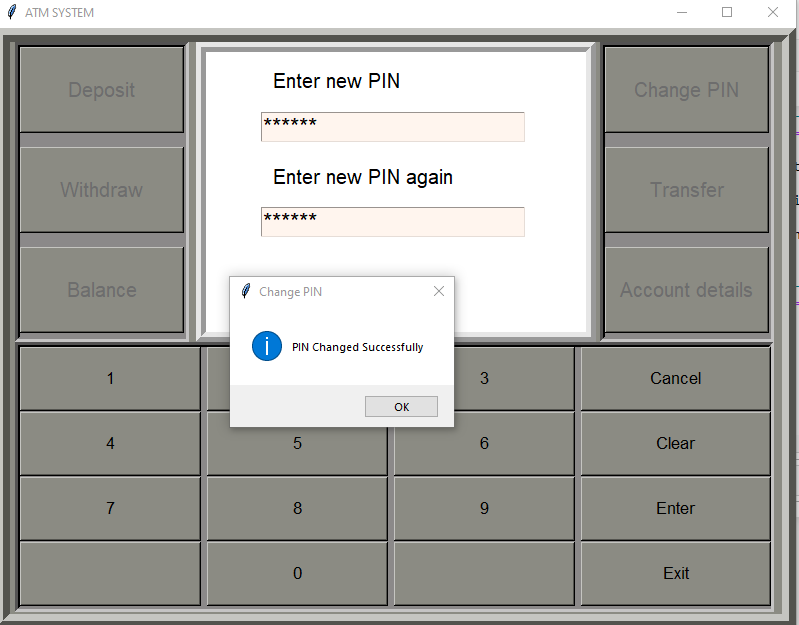 ATM SYSTEM
Deposit
Enter new PIN
Change PIN
******
Withdraw
Enter new PIN again
Transfer
******
Balance
Account details
Change PIN
PIN Changed Successfully
OK
1
3
Cancel
4
5
6
Clear
7
8
9
Enter
0
Exit